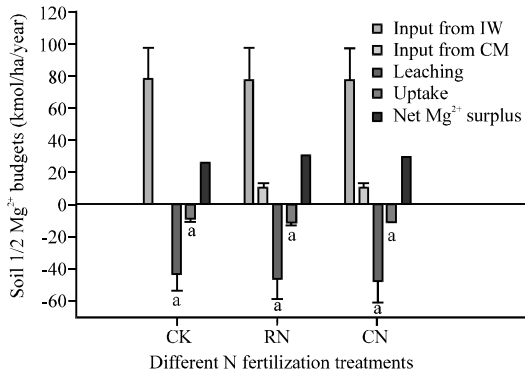 Soil 1/2 Mg²⁺ budgets (kmol/ha/year)
120
100
80
60
40
20
0
-20
-40
-60
Input from IW
Input from CM
Leaching
Uptake
Net Mg²⁺ surplus
a
a
a
a
a
a
CK
RN
CN
Different N fertilization treatments